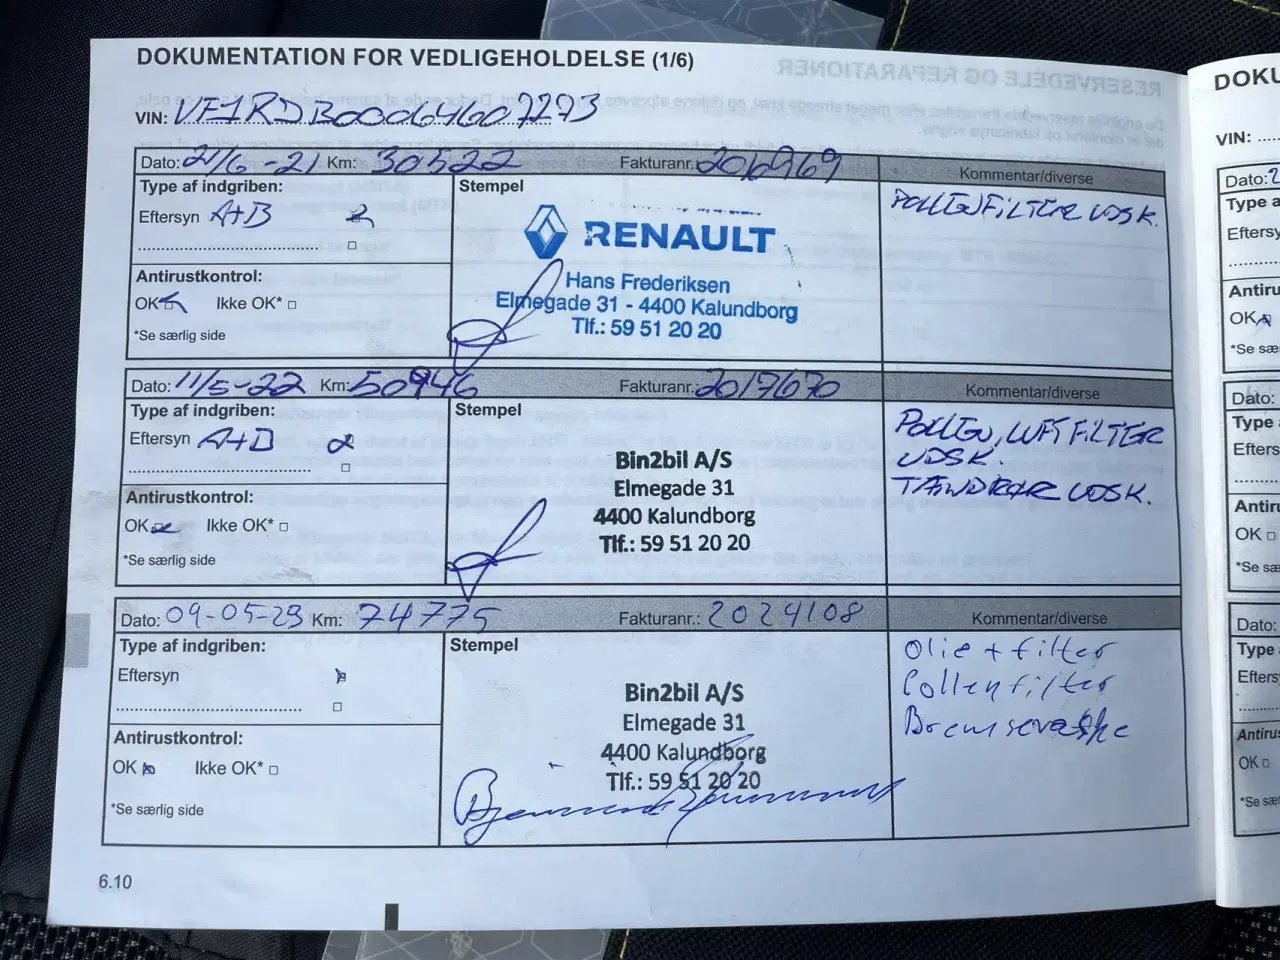 DOKUMENTATION FOR VEDLIGEHOLDELSE (1/6)
VIN: VF1RDB00064607273
Dato: 21/6-21 Km: 30522 Fakturanr.: 2016969 Kommentar/diverse
Type af indgriben: Stempel
POLLENFILTER UDSK.
Eftersyn A+B
RENAULT
Antirustkontrol:
Hans Frederiksen
OK Ikke OK*
Elmegade 31 - 4400 Kalundborg
*Se særlig side
Tlf.: 59 51 20 20
Dato: 11/5-22 Km: 50946 Fakturanr.: 2017670 Kommentar/diverse
Type af indgriben: Stempel
POLLEN, LUFTFILTER
Eftersyn A+D
UDSK.
Bin2bil A/S
TÆNDRØR UDSK.
Elmegade 31
Antirustkontrol:
4400 Kalundborg
OK Ikke OK*
Tlf.: 59 51 20 20
*Se særlig side
Dato: 09-05-23 Km: 74775 Fakturanr.: 2024108 Kommentar/diverse
Type af indgriben: Stempel
Olie + filter
Eftersyn
Pollenfilter
Bin2bil A/S
Bremsevæske
Elmegade 31
Antirustkontrol:
4400 Kalundborg
OK Ikke OK*
Tlf.: 59 51 20 20
*Se særlig side
6.10
DOKU
VIN:
Dato: 2
Type a
Efters
Antiru
OK
*Se sæ
Dato:
Type
Efters
Antir
OK
*Se
Dato:
Type
Efters
Antirus
OK
*Se s